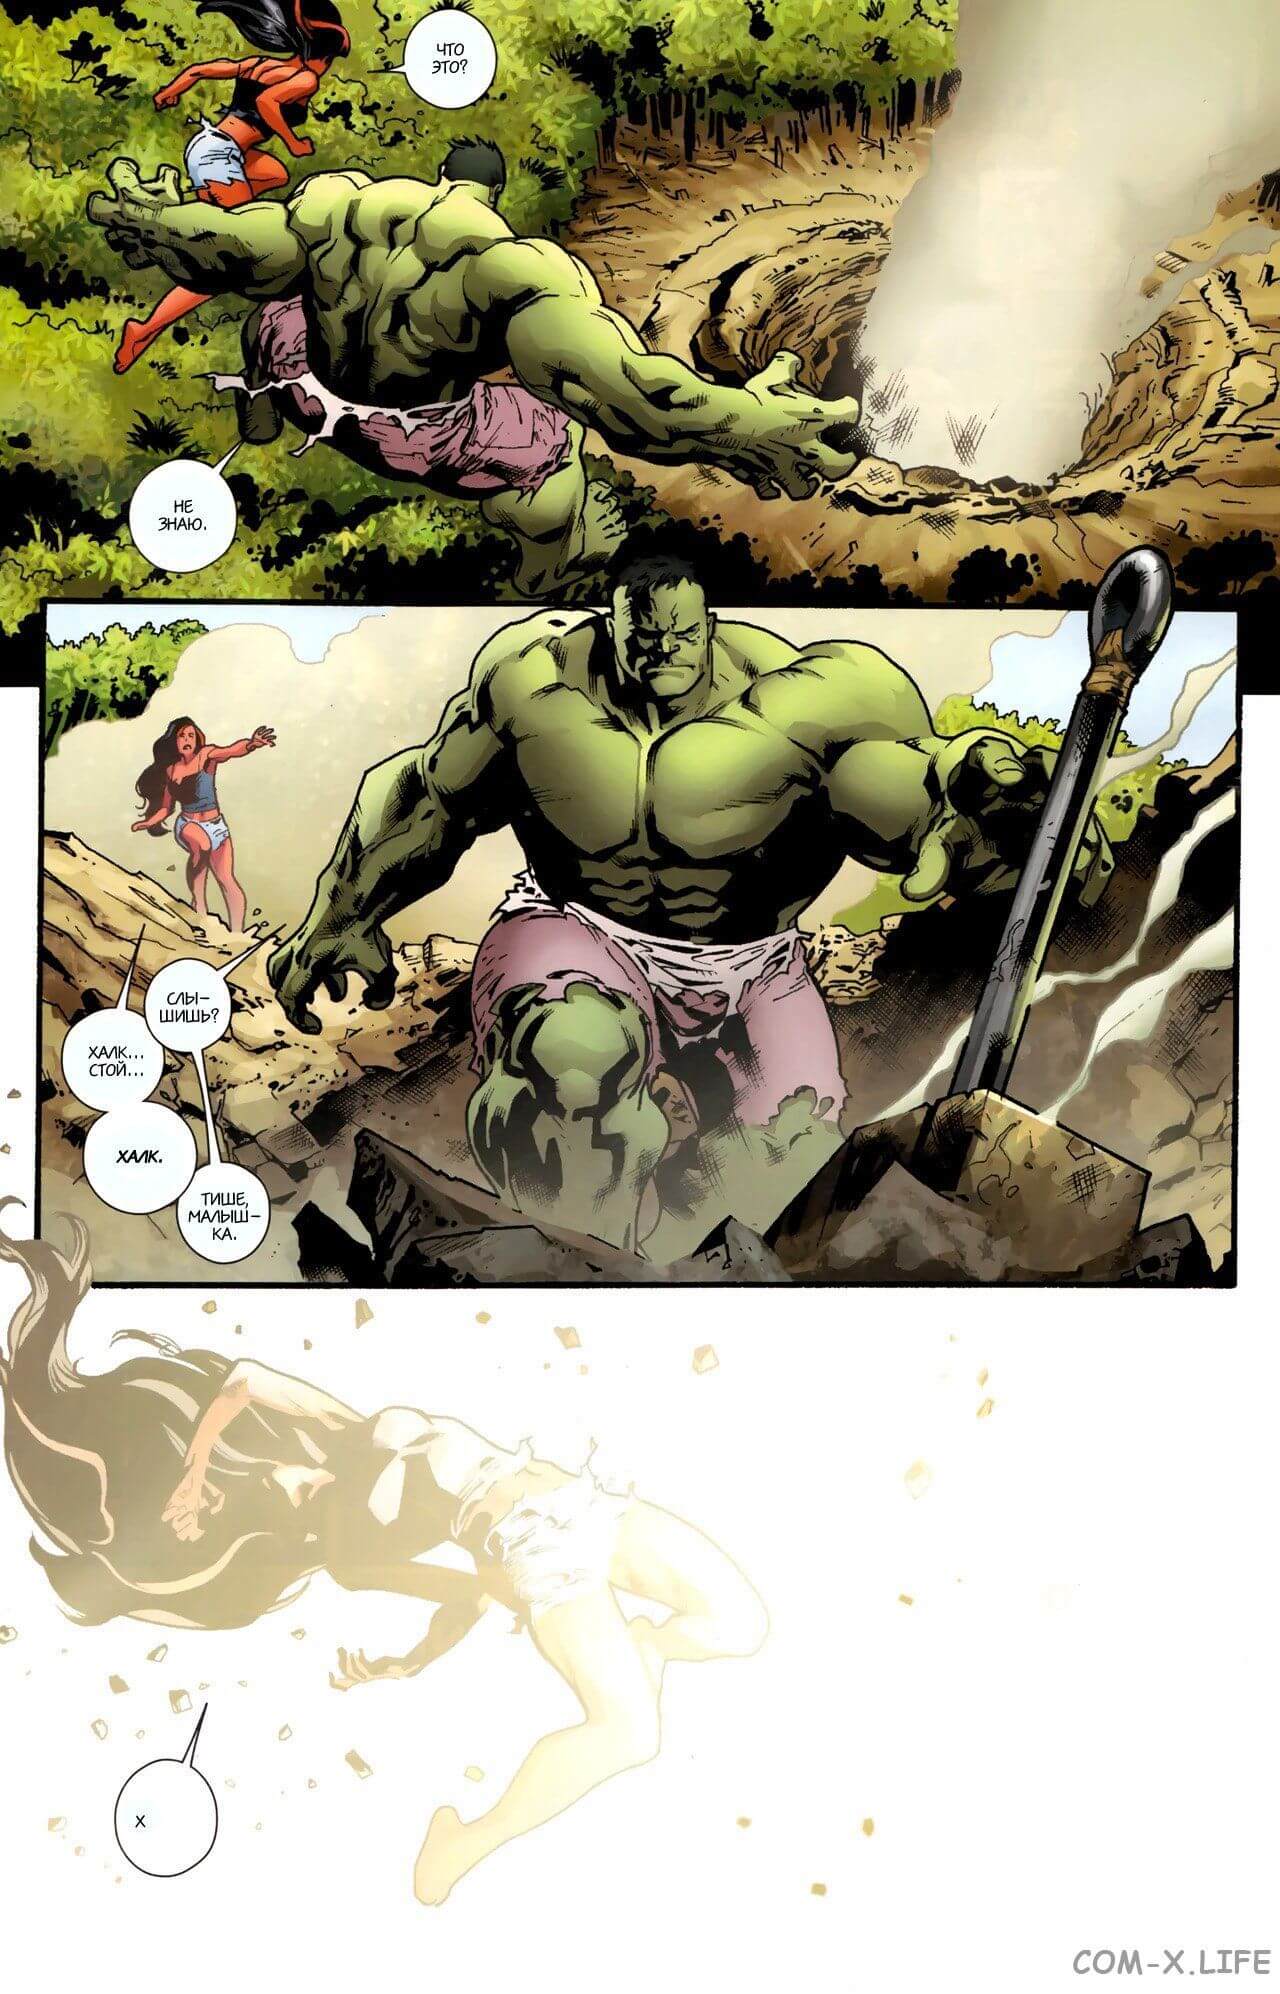 ЧТО
ЭТО?
НЕ
ЗНАЮ.
ХАЛК...
СТОЙ...
СЛЫ-
ШИШЬ?
ХАЛК.
ТИШЕ,
МАЛЫШ-
КА.
Х
COM-X.LIFE